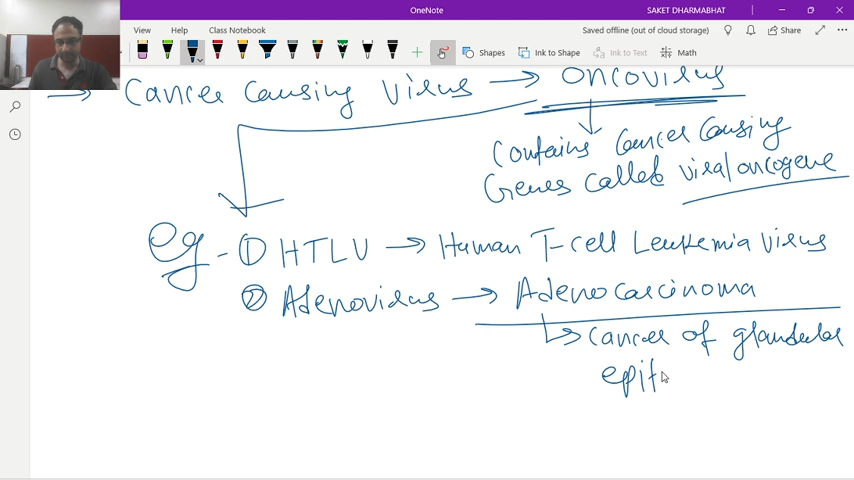 OneNote
SAKET DHARMABHAT
View Help Class Notebook
Saved offline (out of cloud storage)
Share
Shapes
Ink to Shape
Ink to Text
Math
→ Cancer Causing Virus → Oncovirus
Contains Cancer Causing
Genes called viral oncogene
eg - ① HTLV → Human T-cell Leukemia virus
② Adenovirus → Adenocarcinoma
↳ cancer of glandular
epit